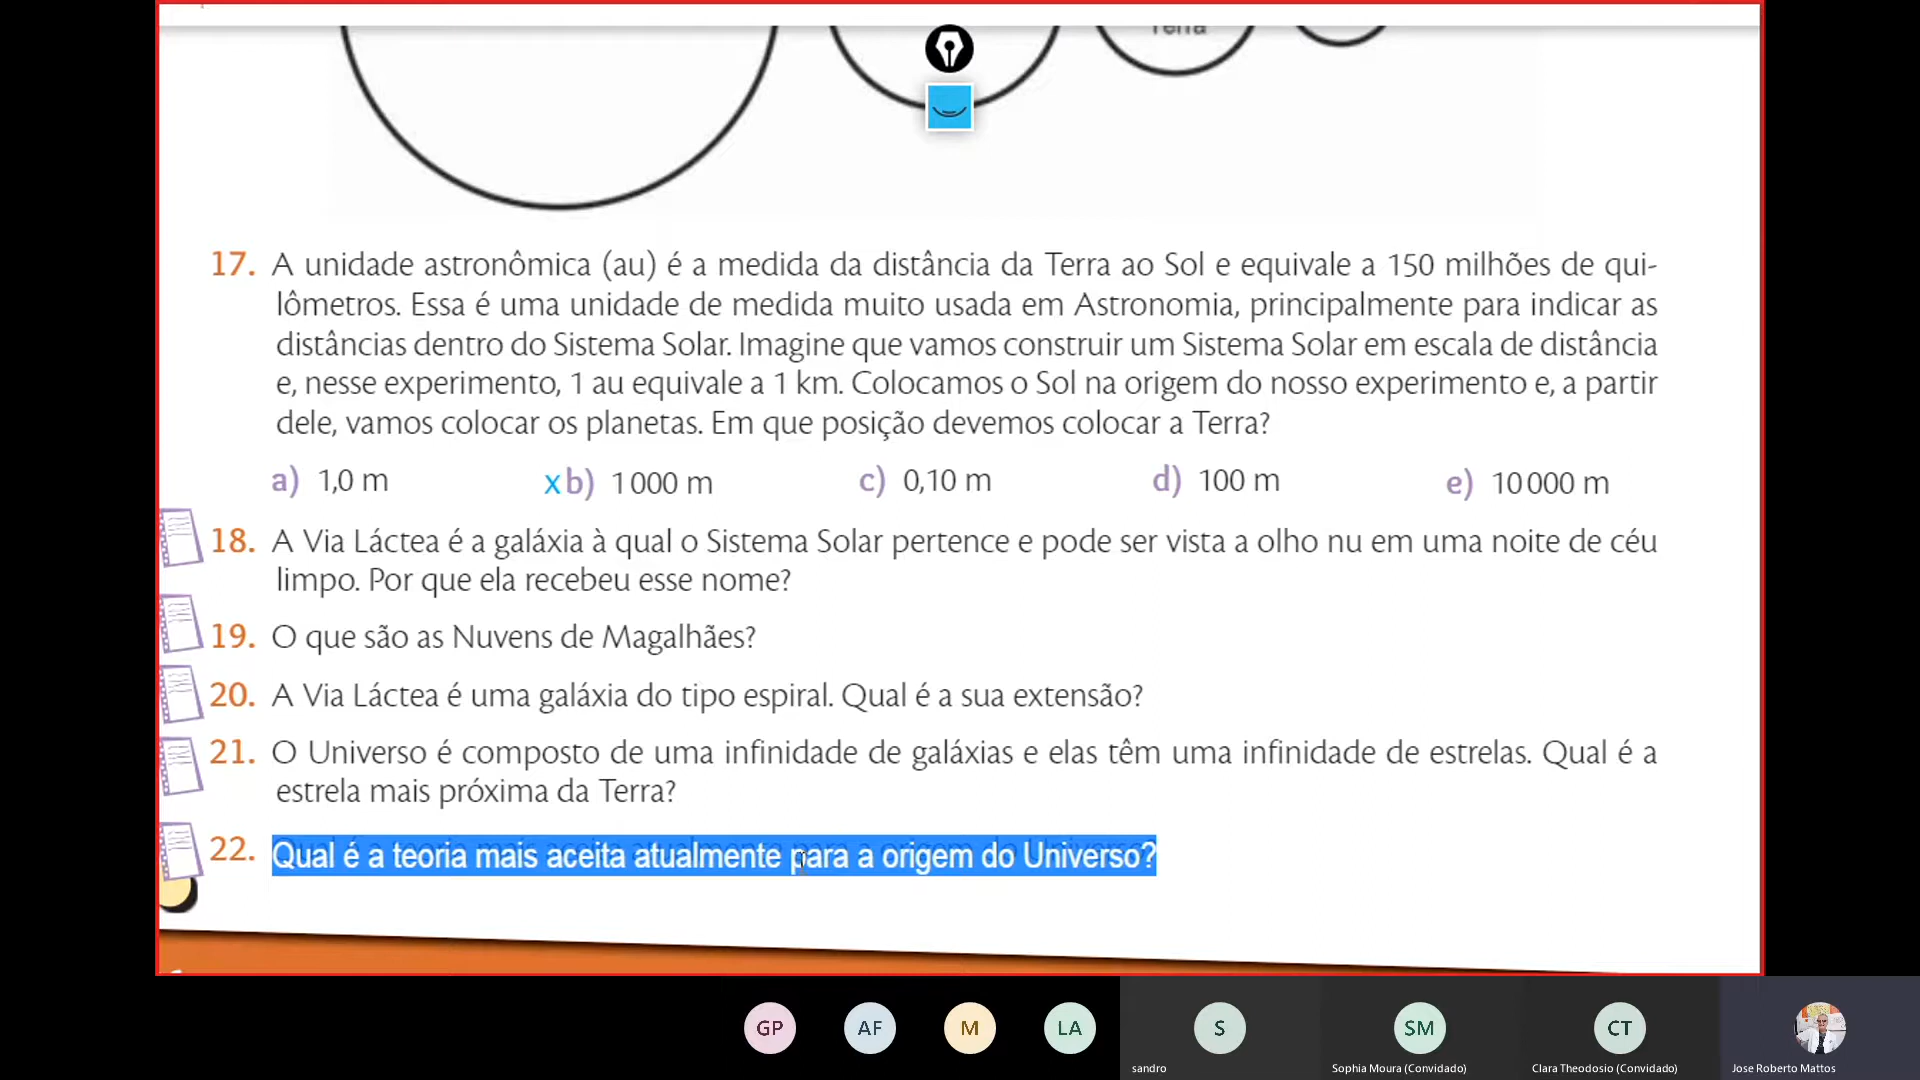 Terra
17. A unidade astronômica (au) é a medida da distância da Terra ao Sol e equivale a 150 milhões de qui-
lômetros. Essa é uma unidade de medida muito usada em Astronomia, principalmente para indicar as
distâncias dentro do Sistema Solar. Imagine que vamos construir um Sistema Solar em escala de distância
e, nesse experimento, 1 au equivale a 1 km. Colocamos o Sol na origem do nosso experimento e, a partir
dele, vamos colocar os planetas. Em que posição devemos colocar a Terra?
a) 1,0 m x b) 1 000 m c) 0,10 m d) 100 m e) 10 000 m
18. A Via Láctea é a galáxia à qual o Sistema Solar pertence e pode ser vista a olho nu em uma noite de céu
limpo. Por que ela recebeu esse nome?
19. O que são as Nuvens de Magalhães?
20. A Via Láctea é uma galáxia do tipo espiral. Qual é a sua extensão?
21. O Universo é composto de uma infinidade de galáxias e elas têm uma infinidade de estrelas. Qual é a
estrela mais próxima da Terra?
22. Qual é a teoria mais aceita atualmente para a origem do Universo?
GP AF M LA S SM CT
sandro Sophia Moura (Convidado) Clara Theodosio (Convidado) Jose Roberto Mattos